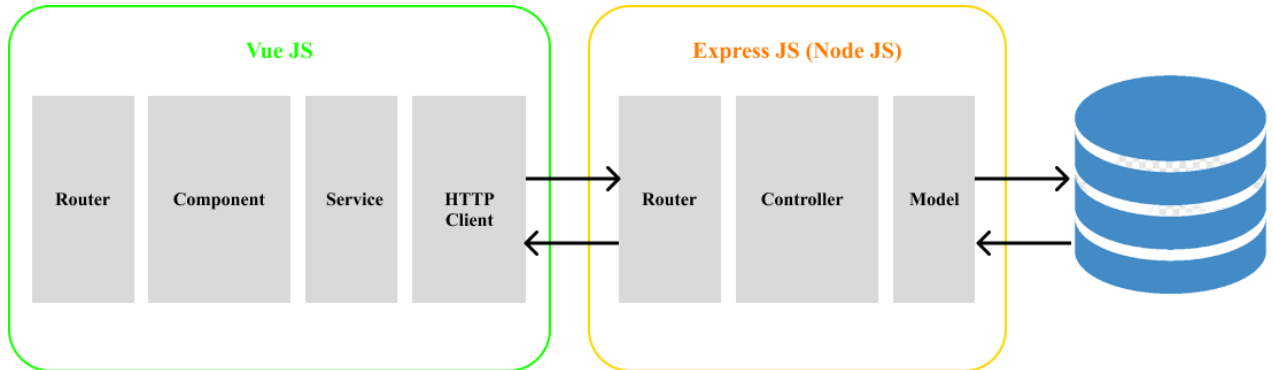 Vue JS
Express JS (Node JS)
Router
Component
Service
HTTP
Client
Router
Controller
Model